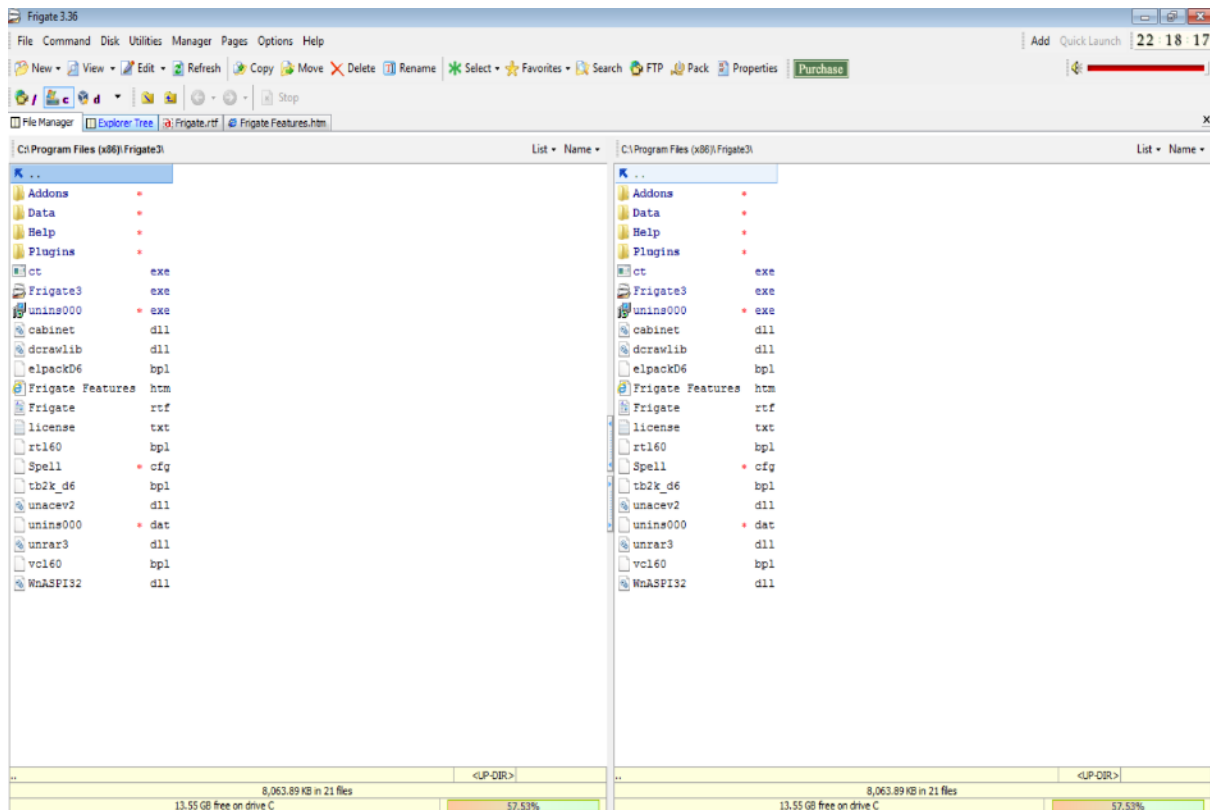 Frigate 3.36
File Command Disk Utilities Manager Pages Options Help Add Quick Launch 22:18:17
New View Edit Refresh Copy Move Delete Rename Select Favorites Search FTP Pack Properties Purchase
/ c d Stop
File Manager Explorer Tree Frigate.rtf Frigate Features.htm
C:\Program Files (x86)\Frigate3\ List Name
..
Addons *
Data *
Help *
Plugins *
ct exe
Frigate3 exe
unins000 * exe
cabinet dll
dcrawlib dll
elpackD6 bpl
Frigate Features htm
Frigate rtf
license txt
rtl60 bpl
Spell * cfg
tb2k_d6 bpl
unacev2 dll
unins000 * dat
unrar3 dll
vcl60 bpl
WnASPI32 dll
.. <UP-DIR>
8,063.89 KB in 21 files
13.55 GB free on drive C 57.53%
C:\Program Files (x86)\Frigate3\ List Name
..
Addons *
Data *
Help *
Plugins *
ct exe
Frigate3 exe
unins000 * exe
cabinet dll
dcrawlib dll
elpackD6 bpl
Frigate Features htm
Frigate rtf
license txt
rtl60 bpl
Spell * cfg
tb2k_d6 bpl
unacev2 dll
unins000 * dat
unrar3 dll
vcl60 bpl
WnASPI32 dll
.. <UP-DIR>
8,063.89 KB in 21 files
13.55 GB free on drive C 57.53%